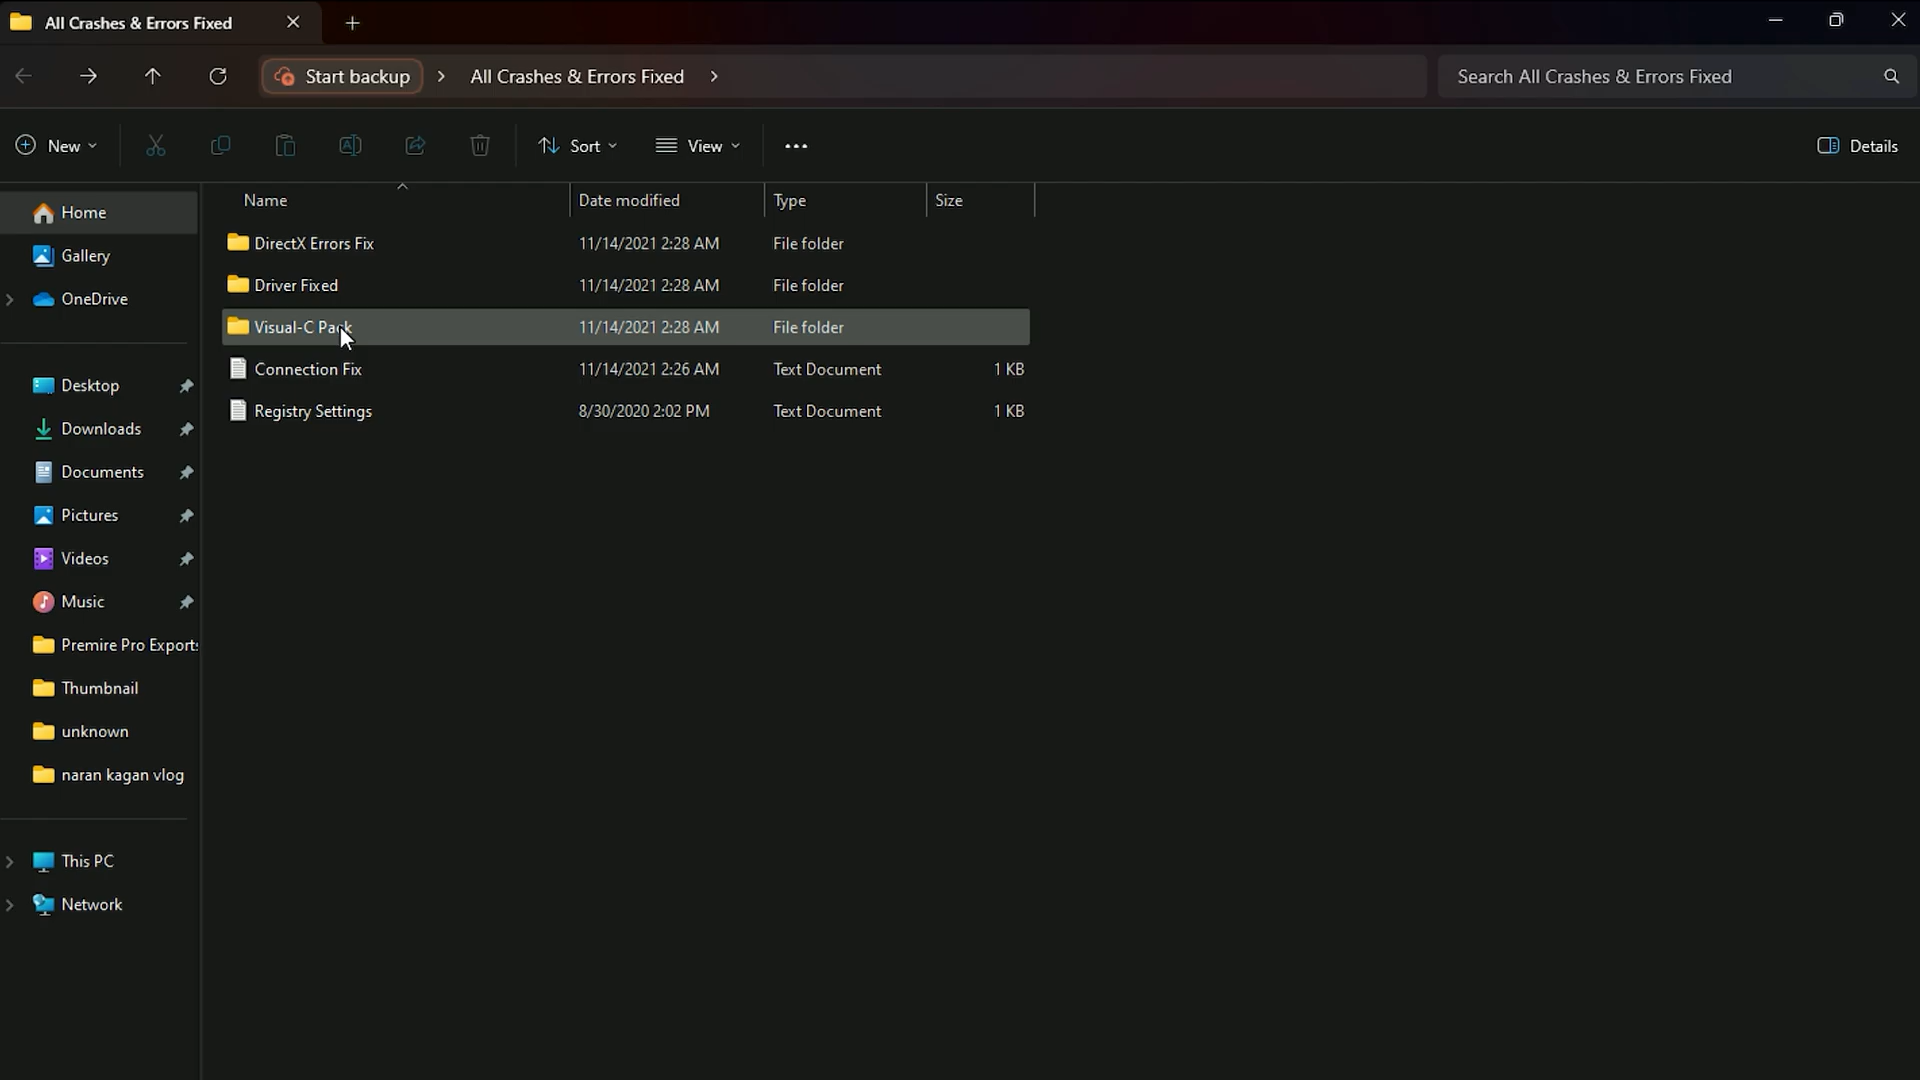 All Crashes & Errors Fixed
Start backup > All Crashes & Errors Fixed >
Search All Crashes & Errors Fixed
New
Sort
View
Details
Name Date modified Type Size
Home
Gallery
OneDrive
Desktop
Downloads
Documents
Pictures
Videos
Music
Premire Pro Exports
Thumbnail
unknown
naran kagan vlog
This PC
Network
DirectX Errors Fix 11/14/2021 2:28 AM File folder
Driver Fixed 11/14/2021 2:28 AM File folder
Visual-C Pack 11/14/2021 2:28 AM File folder
Connection Fix 11/14/2021 2:26 AM Text Document 1 KB
Registry Settings 8/30/2020 2:02 PM Text Document 1 KB